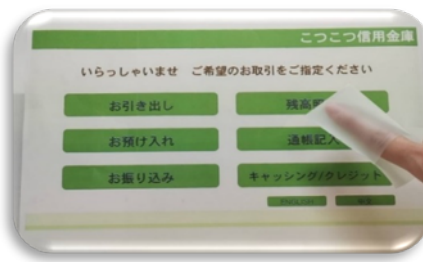 こつこつ信用金庫
いらっしゃいませ ご希望のお取引をご指定ください
お引き出し
残高
お預け入れ
通帳記入
お振り込み
キャッシング/クレジット
ENGLISH